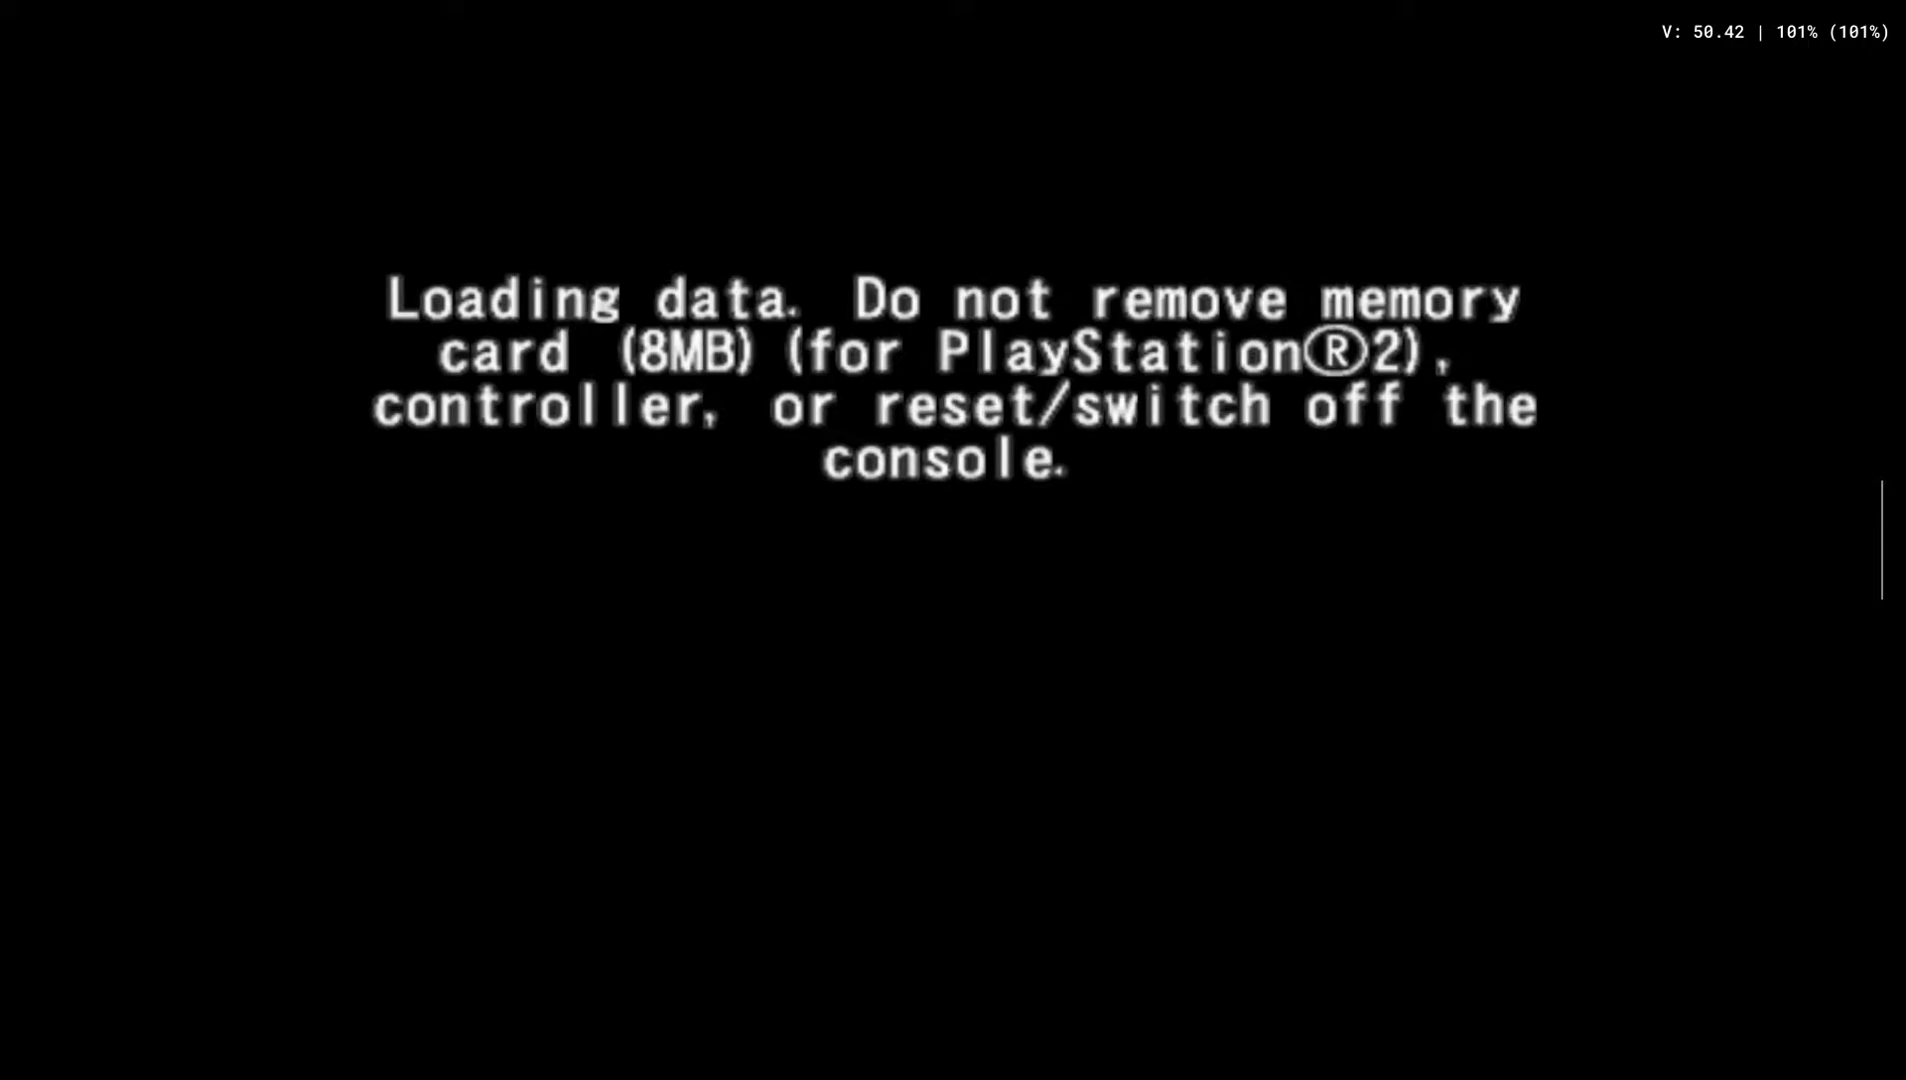 V: 50.42 | 101% (101%)
Loading data. Do not remove memory
card (8MB) (for PlayStation®2),
controller, or reset/switch off the
console.